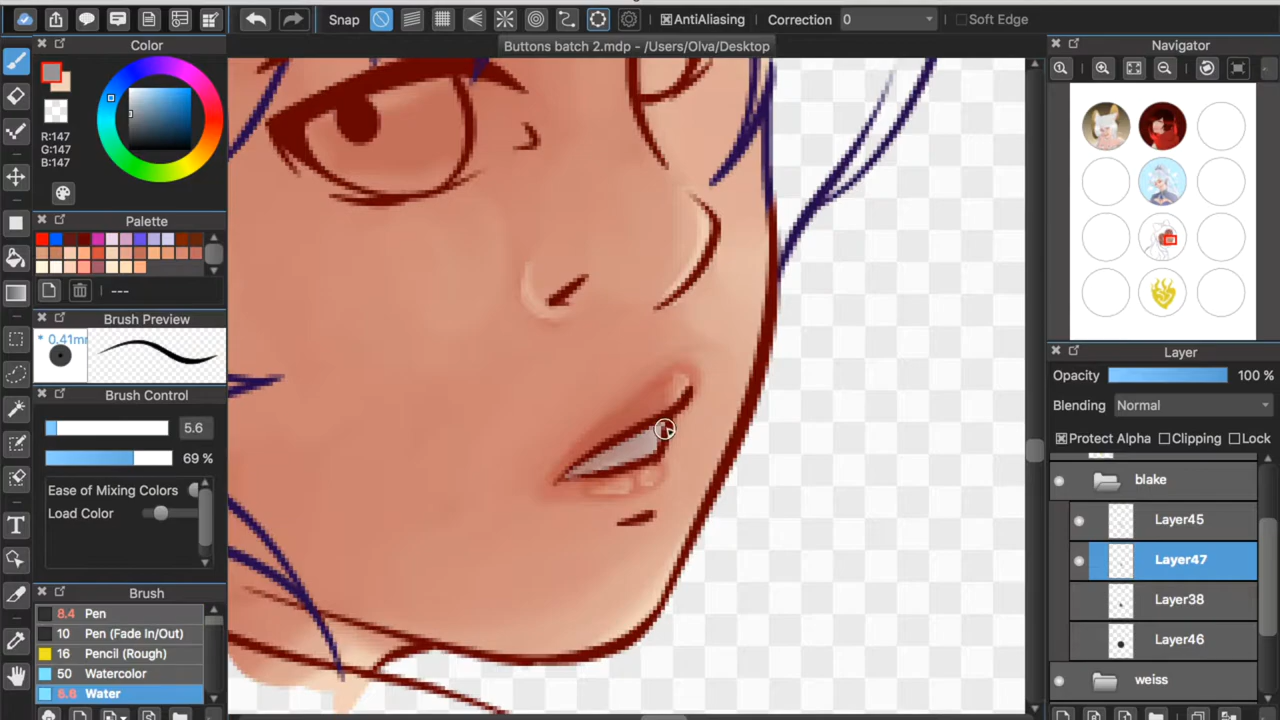 Snap
AntiAliasing
Correction
0
Soft Edge
Color
Buttons batch 2.mdp - /Users/Olva/Desktop
Navigator
R:147
G:147
B:147
Palette
---
Brush Preview
* 0.41mm
Layer
Brush Control
Opacity
100 %
Blending
Normal
5.6
Protect Alpha
Clipping
Lock
69 %
blake
Ease of Mixing Colors
Load Color
Layer45
Layer47
Brush
Layer38
8.4 Pen
10 Pen (Fade In/Out)
Layer46
16 Pencil (Rough)
50 Watercolor
weiss
Water